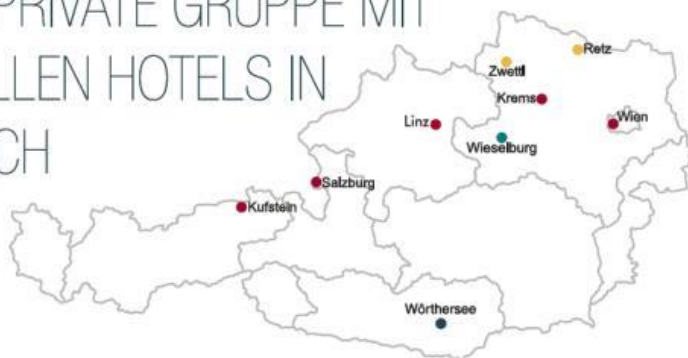 PRIVATE GRUPPE MIT
LLEN HOTELS IN
CH
Retz
Zwettl
Krems
Linz
Wien
Wieselburg
Salzburg
Kufstein
Wörthersee